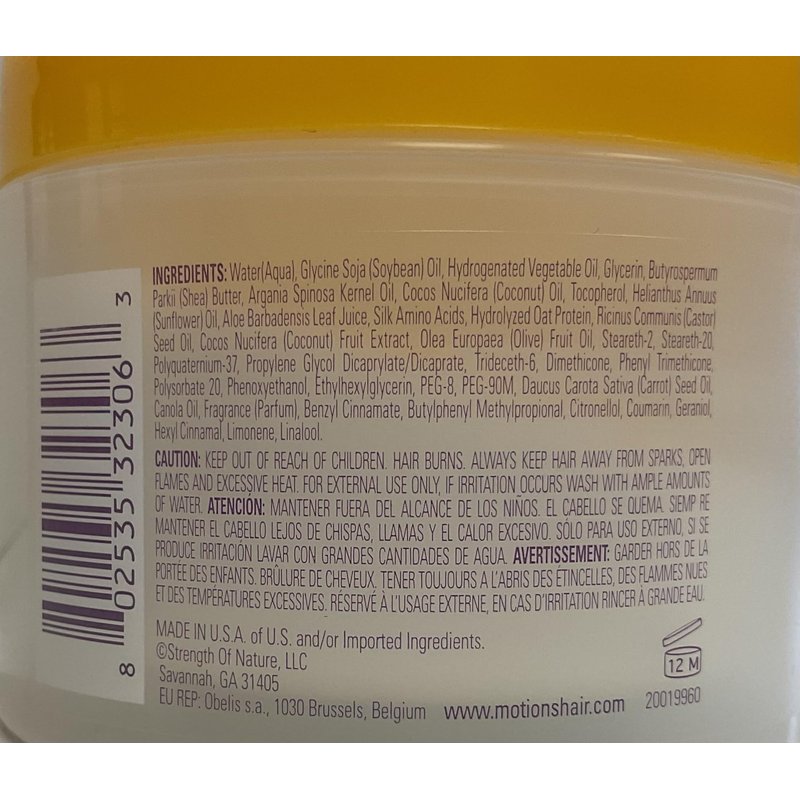 INGREDIENTS: Water(Aqua), Glycine Soja (Soybean) Oil, Hydrogenated Vegetable Oil, Glycerin, Butyrospermum
Parkii (Shea) Butter, Argania Spinosa Kernel Oil, Cocos Nucifera (Coconut) Oil, Tocopherol, Helianthus Annuus
(Sunflower) Oil, Aloe Barbadensis Leaf Juice, Silk Amino Acids, Hydrolyzed Oat Protein, Ricinus Communis (Castor)
Seed Oil, Cocos Nucifera (Coconut) Fruit Extract, Olea Europaea (Olive) Fruit Oil, Steareth-2, Steareth-20,
Polyquaternium-37, Propylene Glycol Dicaprylate/Dicaprate, Trideceth-6, Dimethicone, Phenyl Trimethicone,
Polysorbate 20, Phenoxyethanol, Ethylhexylglycerin, PEG-8, PEG-90M, Daucus Carota Sativa (Carrot) Seed Oil,
Canola Oil, Fragrance (Parfum), Benzyl Cinnamate, Butylphenyl Methylpropional, Citronellol, Coumarin, Geraniol,
Hexyl Cinnamal, Limonene, Linalool.
CAUTION: KEEP OUT OF REACH OF CHILDREN. HAIR BURNS. ALWAYS KEEP HAIR AWAY FROM SPARKS, OPEN
FLAMES AND EXCESSIVE HEAT. FOR EXTERNAL USE ONLY, IF IRRITATION OCCURS WASH WITH AMPLE AMOUNTS
OF WATER. ATENCIÓN: MANTENER FUERA DEL ALCANCE DE LOS NIÑOS. EL CABELLO SE QUEMA. SIEMP RE
MANTENER EL CABELLO LEJOS DE CHISPAS, LLAMAS Y EL CALOR EXCESIVO. SÓLO PARA USO EXTERNO, SI SE
PRODUCE IRRITACIÓN LAVAR CON GRANDES CANTIDADES DE AGUA. AVERTISSEMENT: GARDER HORS DE LA
PORTÉE DES ENFANTS. BRÛLURE DE CHEVEUX. TENIR TOUJOURS A L'ABRIS DES ÉTINCELLES, DES FLAMMES NUES
ET DES TEMPÉRATURES EXCESSIVES. RÉSERVÉ À L'USAGE EXTERNE, EN CAS D'IRRITATION RINCER À GRANDE EAU.
MADE IN U.S.A. of U.S. and/or Imported Ingredients.
©Strength Of Nature, LLC
Savannah, GA 31405
EU REP: Obelis s.a., 1030 Brussels, Belgium www.motionshair.com
12 M
20019960
8 02535 32306 3